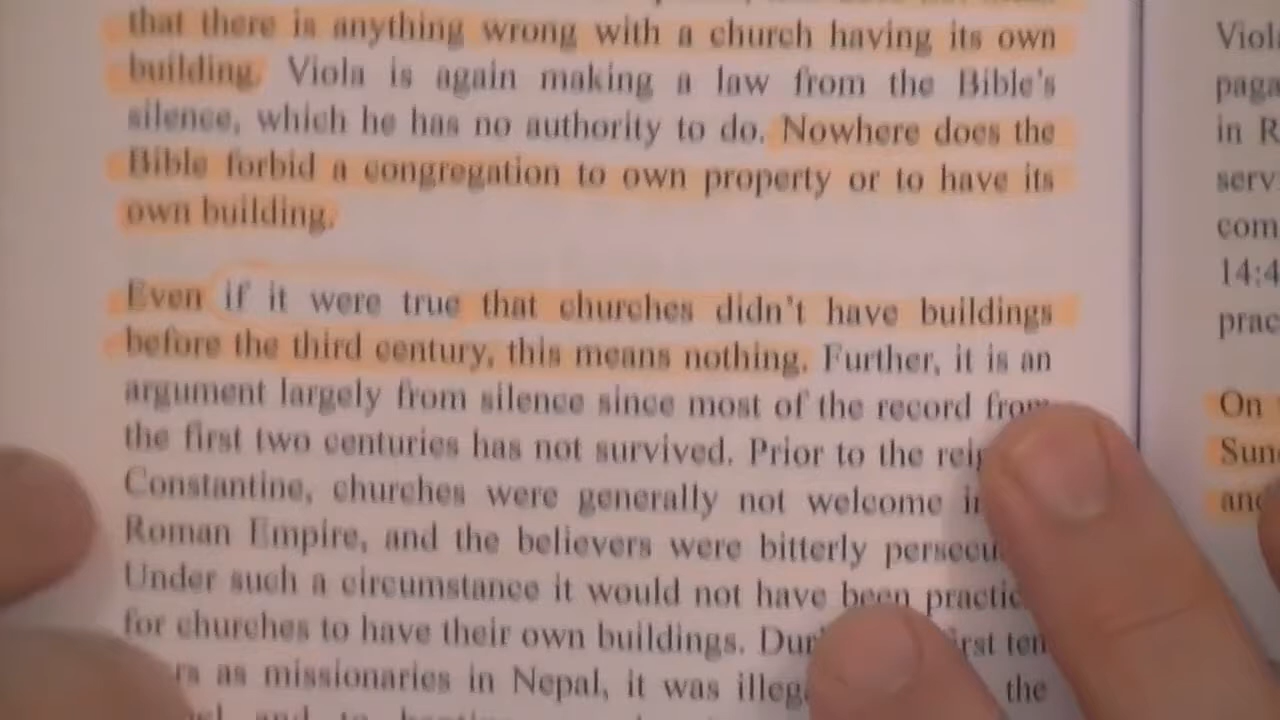 that there is anything wrong with a church having its own
building. Viola is again making a law from the Bible's
silence, which he has no authority to do. Nowhere does the
Bible forbid a congregation to own property or to have its
own building.
Even if it were true that churches didn't have buildings
before the third century, this means nothing. Further, it is an
argument largely from silence since most of the record from
the first two centuries has not survived. Prior to the
Constantine, churches were generally not welcome
Roman Empire, and the believers were bitterly
Under such a circumstance it would not have been
for churches to have their own buildings. ten
as missionaries in Nepal, it was the
and to
Viola
in R
14:4
On
and